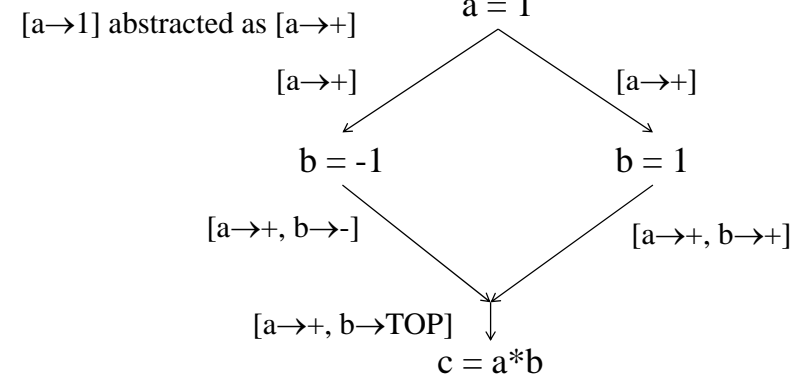 a = 1
[a→1] abstracted as [a→+]
[a→+]
[a→+]
b = -1
b = 1
[a→+, b→-]
[a→+, b→+]
[a→+, b→TOP]
c = a*b